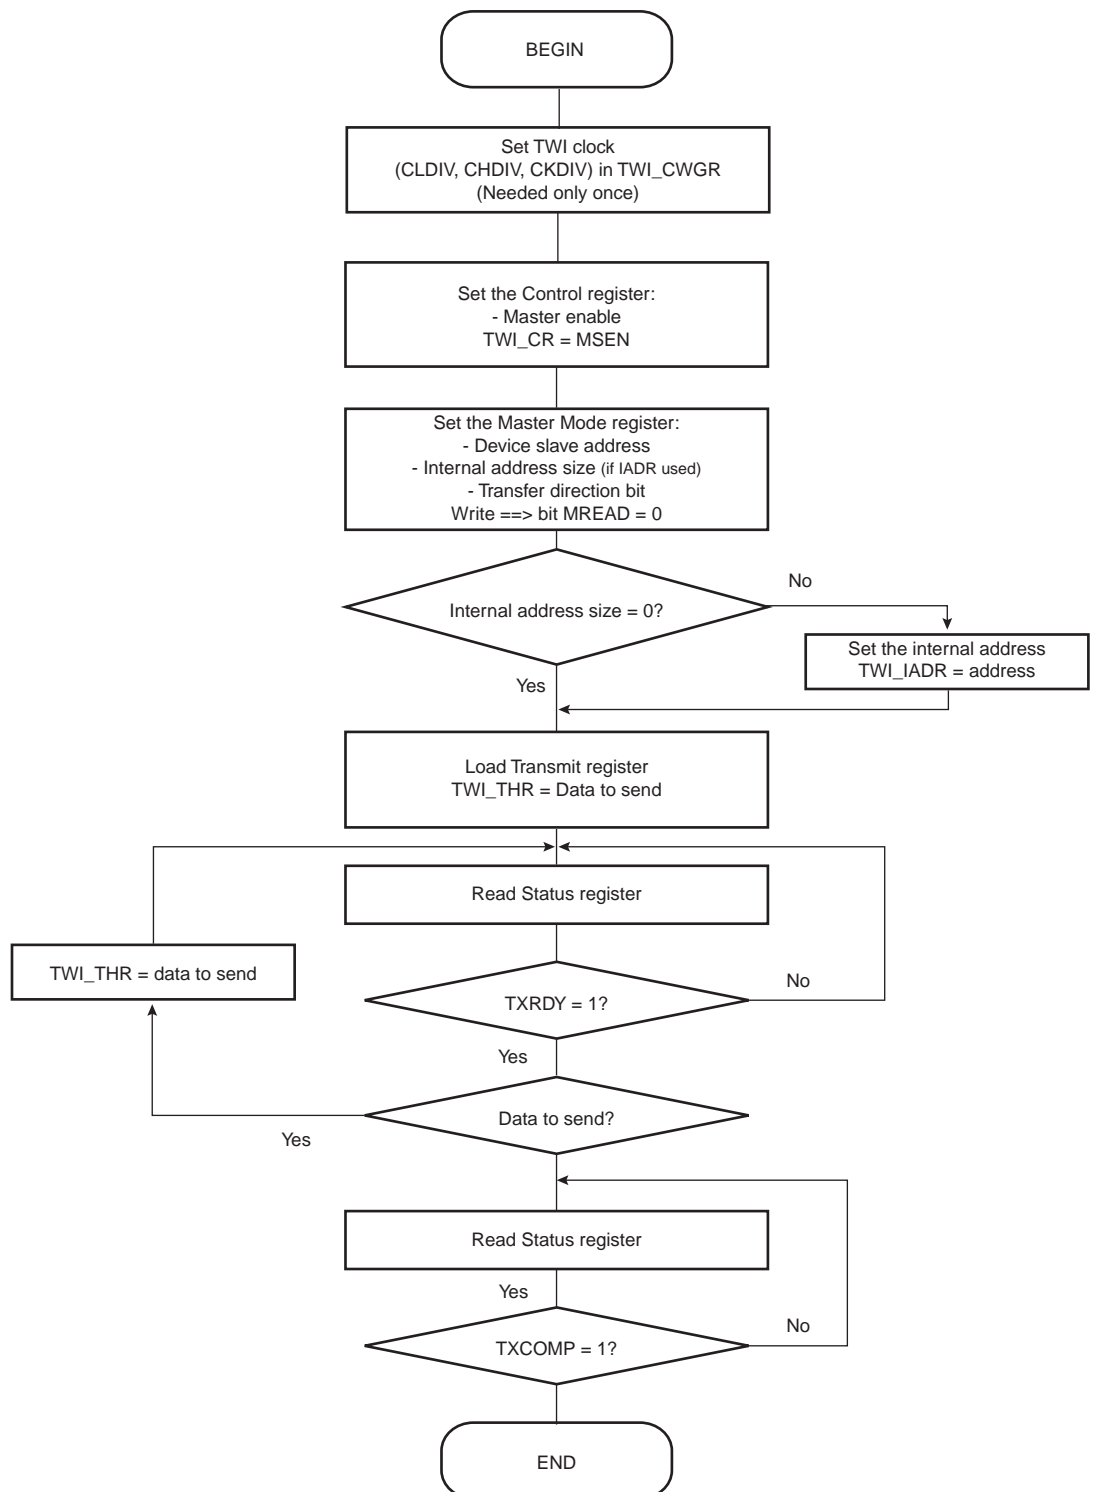 BEGIN
Set TWI clock
(CLDIV, CHDIV, CKDIV) in TWI_CWGR
(Needed only once)
Set the Control register:
- Master enable
TWI_CR = MSEN
Set the Master Mode register:
- Device slave address
- Internal address size (if IADR used)
- Transfer direction bit
Write ==> bit MREAD = 0
No
Internal address size = 0?
Set the internal address
TWI_IADR = address
Yes
Load Transmit register
TWI_THR = Data to send
Read Status register
TWI_THR = data to send
No
TXRDY = 1?
Yes
Data to send?
Yes
Read Status register
Yes
No
TXCOMP = 1?
END